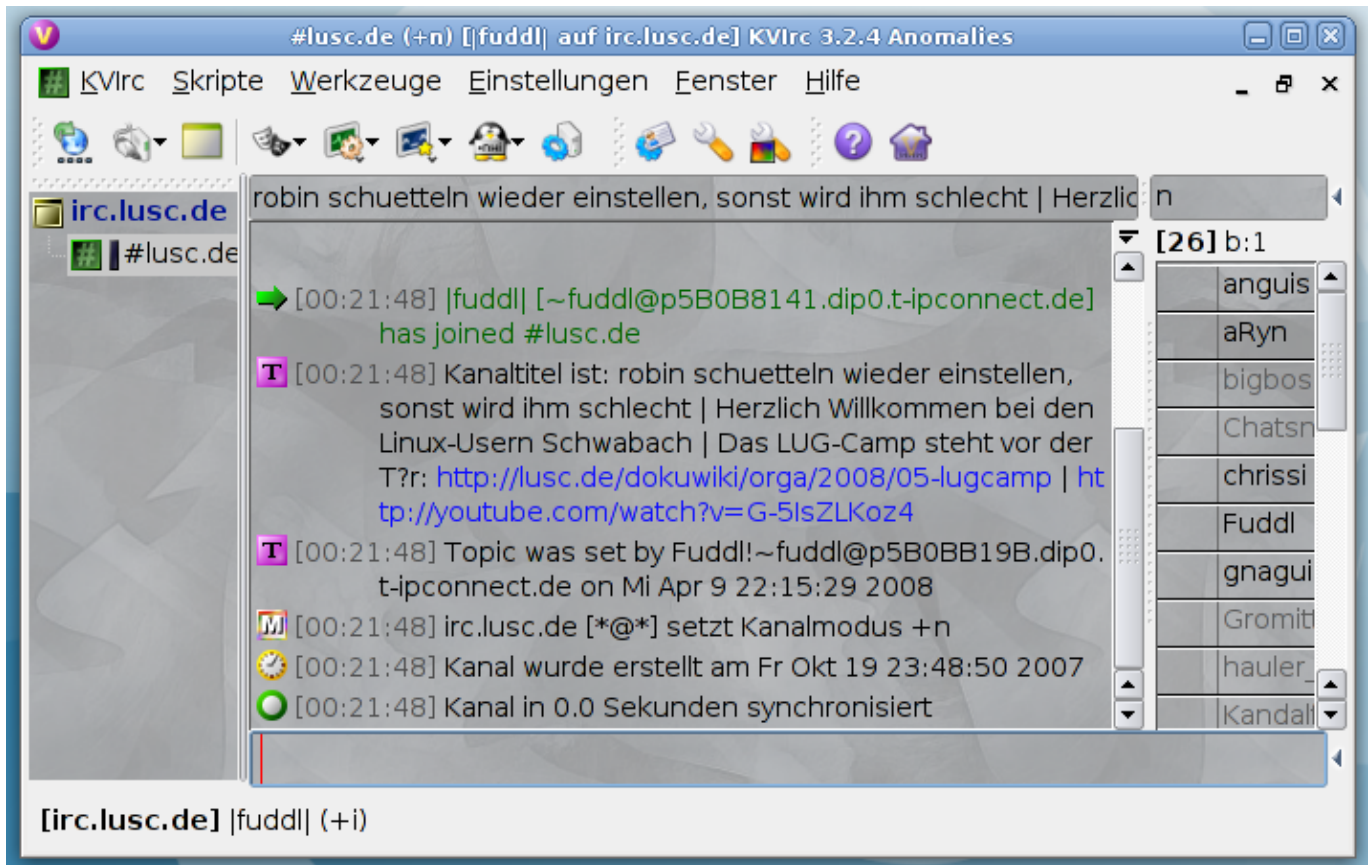 #lusc.de (+n) [|fuddl| auf irc.lusc.de] KVIrc 3.2.4 Anomalies
KVIrc Skripte Werkzeuge Einstellungen Fenster Hilfe
irc.lusc.de
#lusc.de
robin schuetteln wieder einstellen, sonst wird ihm schlecht | Herzlic
n
[26] b:1
[00:21:48] |fuddl| [~fuddl@p5B0B8141.dip0.t-ipconnect.de]
has joined #lusc.de
T [00:21:48] Kanaltitel ist: robin schuetteln wieder einstellen,
sonst wird ihm schlecht | Herzlich Willkommen bei den
Linux-Usern Schwabach | Das LUG-Camp steht vor der
T?r: http://lusc.de/dokuwiki/orga/2008/05-lugcamp | ht
tp://youtube.com/watch?v=G-5IsZLKoz4
T [00:21:48] Topic was set by Fuddl!~fuddl@p5B0BB19B.dip0.
t-ipconnect.de on Mi Apr 9 22:15:29 2008
M [00:21:48] irc.lusc.de [*@*] setzt Kanalmodus +n
[00:21:48] Kanal wurde erstellt am Fr Okt 19 23:48:50 2007
[00:21:48] Kanal in 0.0 Sekunden synchronisiert
anguis
aRyn
bigbos
Chatsn
chrissi
Fuddl
gnagui
Gromitt
hauler_
Kandalf
[irc.lusc.de] |fuddl| (+i)